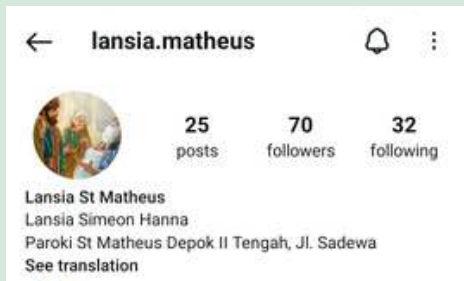 lansia.matheus
25 70 32
posts followers following
Lansia St Matheus
Lansia Simeon Hanna
Paroki St Matheus Depok II Tengah, Jl. Sadewa
See translation